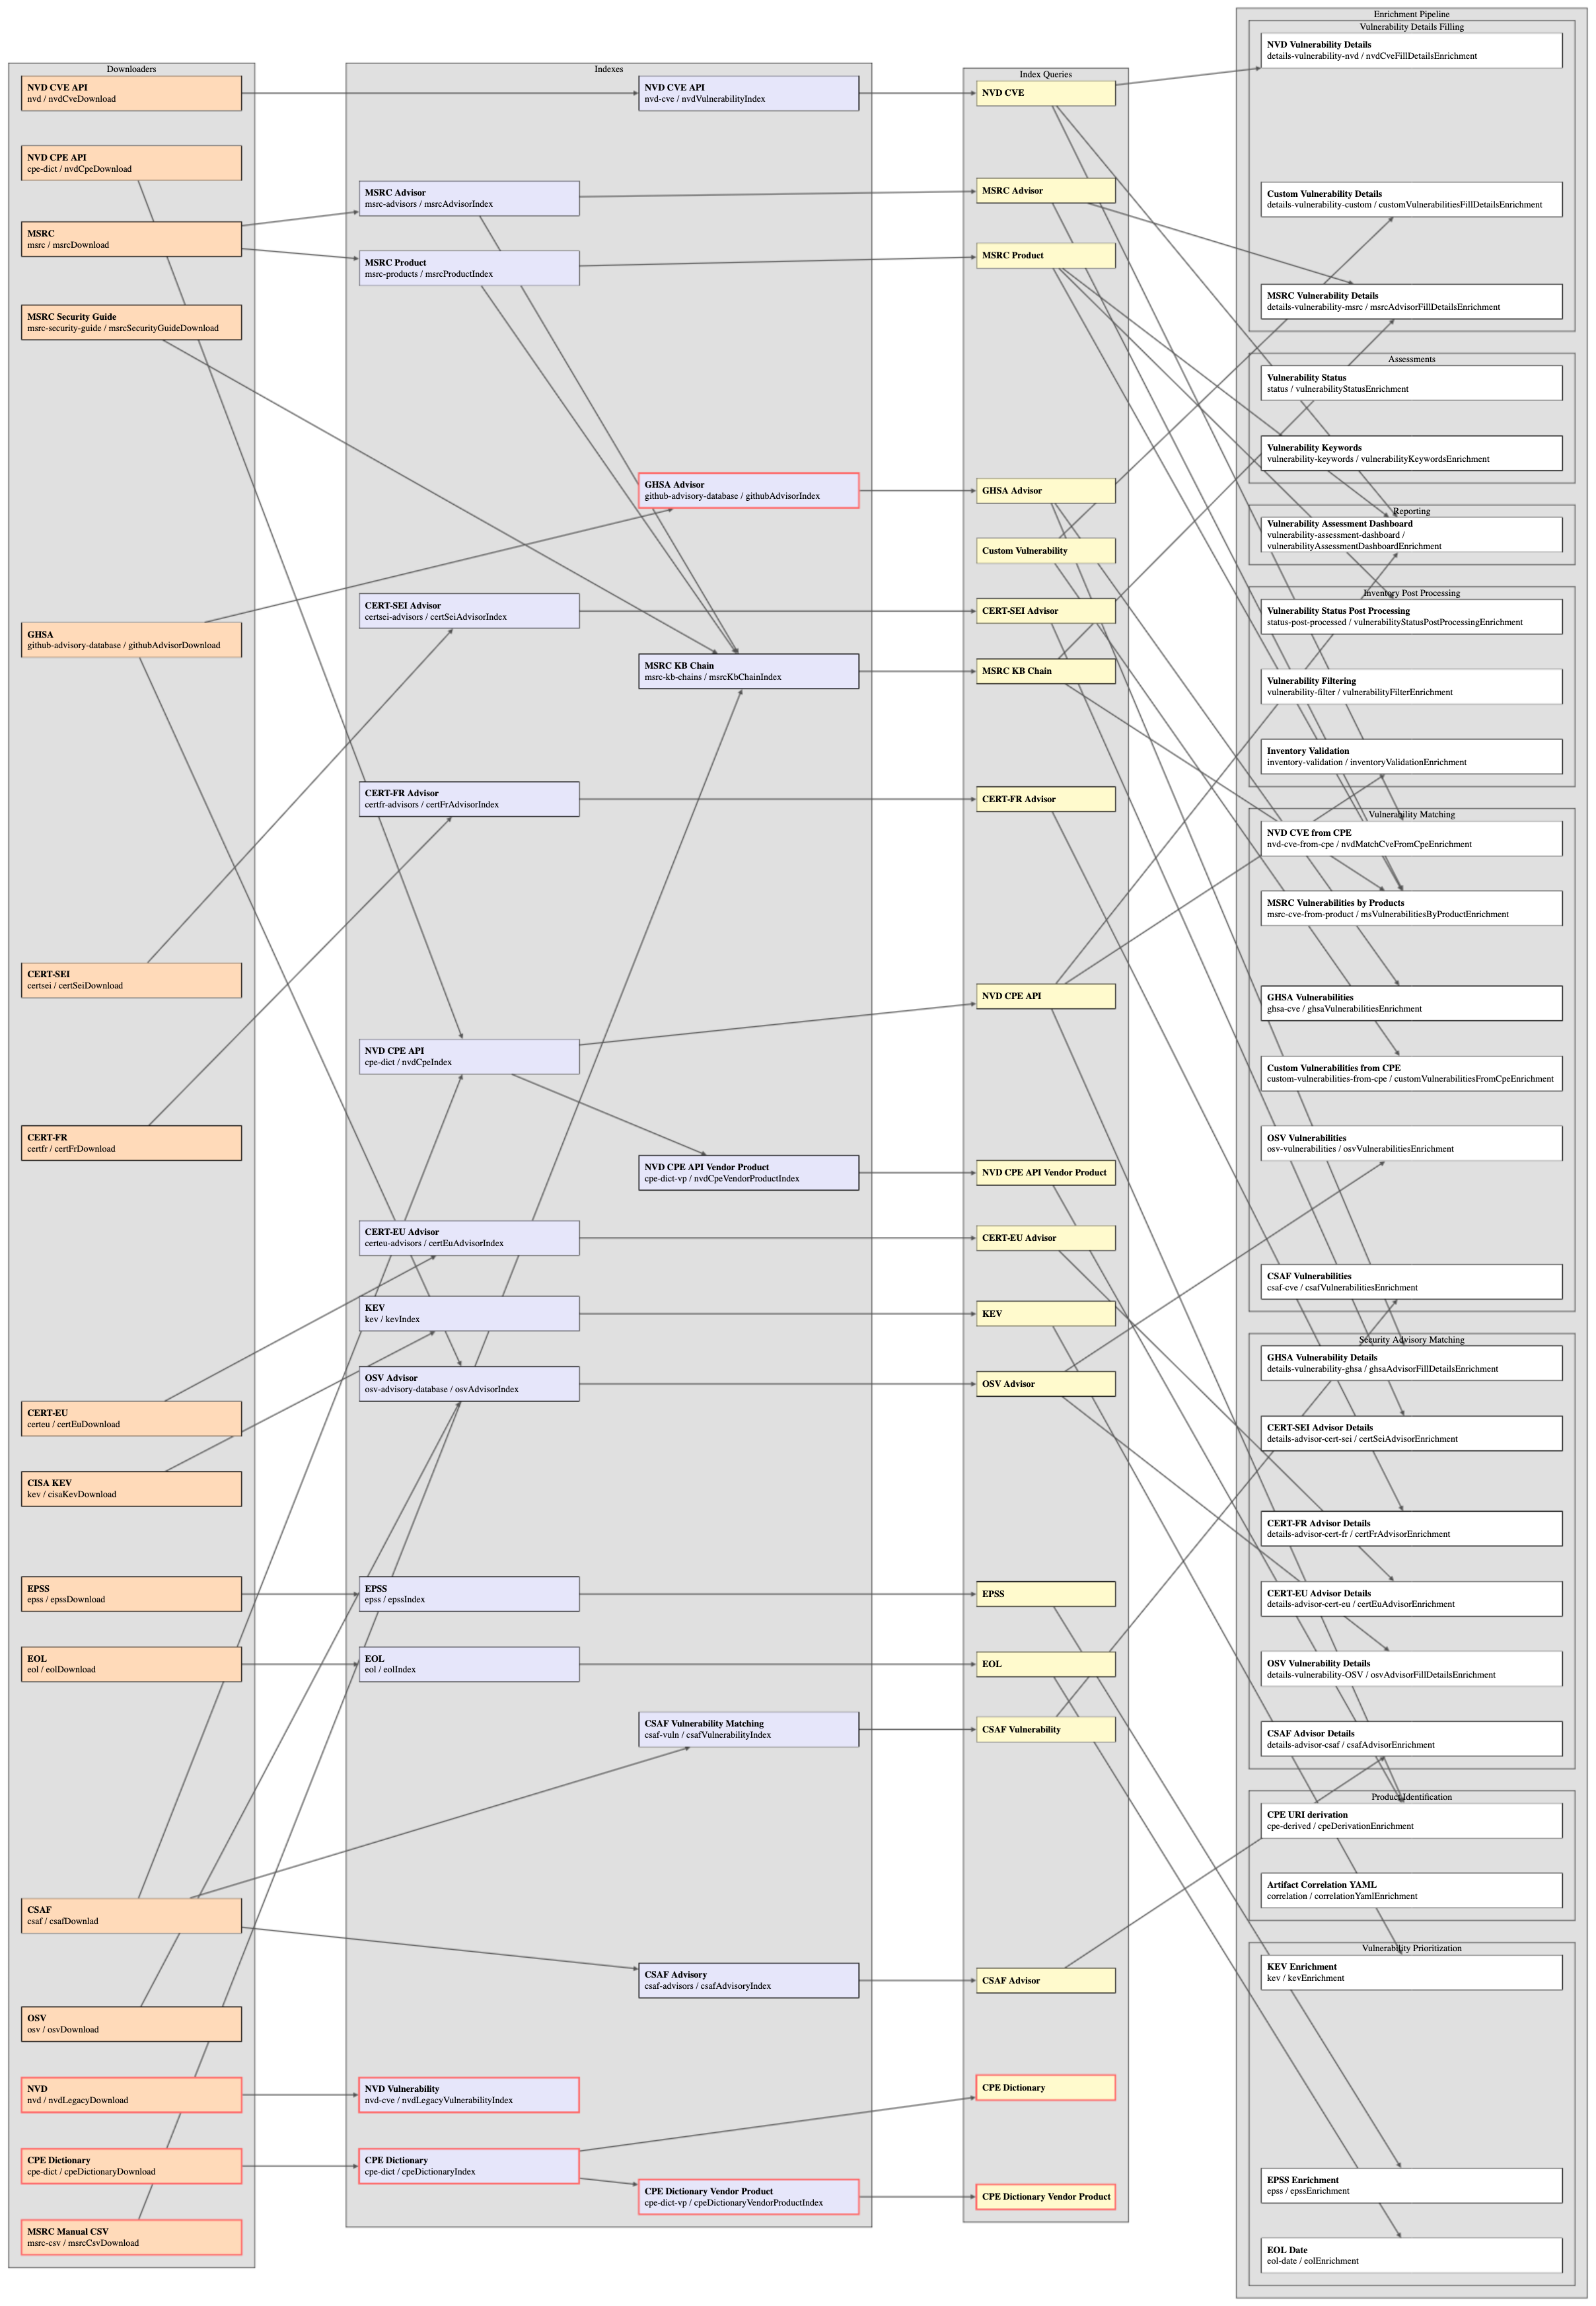 Downloaders
NVD CVE API
nvd / nvdCveDownload
NVD CPE API
cpe-dict / nvdCpeDownload
MSRC
msrc / msrcDownload
MSRC Security Guide
msrc-security-guide / msrcSecurityGuideDownload
GHSA
github-advisory-database / githubAdvisorDownload
CERT-SEI
certsei / certSeiDownload
CERT-FR
certfr / certFrDownload
CERT-EU
certeu / certEuDownload
CISA KEV
kev / cisaKevDownload
EPSS
epss / epssDownload
EOL
eol / eolDownload
CSAF
csaf / csafDownlad
OSV
osv / osvDownload
NVD
nvd / nvdLegacyDownload
CPE Dictionary
cpe-dict / cpeDictionaryDownload
MSRC Manual CSV
msrc-csv / msrcCsvDownload
Indexes
NVD CVE API
nvd-cve / nvdVulnerabilityIndex
MSRC Advisor
msrc-advisors / msrcAdvisorIndex
MSRC Product
msrc-products / msrcProductIndex
GHSA Advisor
github-advisory-database / githubAdvisorIndex
CERT-SEI Advisor
certsei-advisors / certSeiAdvisorIndex
MSRC KB Chain
msrc-kb-chains / msrcKbChainIndex
CERT-FR Advisor
certfr-advisors / certFrAdvisorIndex
NVD CPE API
cpe-dict / nvdCpeIndex
NVD CPE API Vendor Product
cpe-dict-vp / nvdCpeVendorProductIndex
CERT-EU Advisor
certeu-advisors / certEuAdvisorIndex
KEV
kev / kevIndex
OSV Advisor
osv-advisory-database / osvAdvisorIndex
EPSS
epss / epssIndex
EOL
eol / eolIndex
CSAF Vulnerability Matching
csaf-vuln / csafVulnerabilityIndex
CSAF Advisory
csaf-advisors / csafAdvisoryIndex
NVD Vulnerability
nvd-cve / nvdLegacyVulnerabilityIndex
CPE Dictionary
cpe-dict / cpeDictionaryIndex
CPE Dictionary Vendor Product
cpe-dict-vp / cpeDictionaryVendorProductIndex
Index Queries
NVD CVE
MSRC Advisor
MSRC Product
GHSA Advisor
Custom Vulnerability
CERT-SEI Advisor
MSRC KB Chain
CERT-FR Advisor
NVD CPE API
NVD CPE API Vendor Product
CERT-EU Advisor
KEV
OSV Advisor
EPSS
EOL
CSAF Vulnerability
CSAF Advisor
CPE Dictionary
CPE Dictionary Vendor Product
Enrichment Pipeline
Vulnerability Details Filling
NVD Vulnerability Details
details-vulnerability-nvd / nvdCveFillDetailsEnrichment
Custom Vulnerability Details
details-vulnerability-custom / customVulnerabilitiesFillDetailsEnrichment
MSRC Vulnerability Details
details-vulnerability-msrc / msrcAdvisorFillDetailsEnrichment
Assessments
Vulnerability Status
status / vulnerabilityStatusEnrichment
Vulnerability Keywords
vulnerability-keywords / vulnerabilityKeywordsEnrichment
Reporting
Vulnerability Assessment Dashboard
vulnerability-assessment-dashboard /
vulnerabilityAssessmentDashboardEnrichment
Inventory Post Processing
Vulnerability Status Post Processing
status-post-processed / vulnerabilityStatusPostProcessingEnrichment
Vulnerability Filtering
vulnerability-filter / vulnerabilityFilterEnrichment
Inventory Validation
inventory-validation / inventoryValidationEnrichment
Vulnerability Matching
NVD CVE from CPE
nvd-cve-from-cpe / nvdMatchCveFromCpeEnrichment
MSRC Vulnerabilities by Products
msrc-cve-from-product / msVulnerabilitiesByProductEnrichment
GHSA Vulnerabilities
ghsa-cve / ghsaVulnerabilitiesEnrichment
Custom Vulnerabilities from CPE
custom-vulnerabilities-from-cpe / customVulnerabilitiesFromCpeEnrichment
OSV Vulnerabilities
osv-vulnerabilities / osvVulnerabilitiesEnrichment
CSAF Vulnerabilities
csaf-cve / csafVulnerabilitiesEnrichment
Security Advisory Matching
GHSA Vulnerability Details
details-vulnerability-ghsa / ghsaAdvisorFillDetailsEnrichment
CERT-SEI Advisor Details
details-advisor-cert-sei / certSeiAdvisorEnrichment
CERT-FR Advisor Details
details-advisor-cert-fr / certFrAdvisorEnrichment
CERT-EU Advisor Details
details-advisor-cert-eu / certEuAdvisorEnrichment
OSV Vulnerability Details
details-vulnerability-OSV / osvAdvisorFillDetailsEnrichment
CSAF Advisor Details
details-advisor-csaf / csafAdvisorEnrichment
Product Identification
CPE URI derivation
cpe-derived / cpeDerivationEnrichment
Artifact Correlation YAML
correlation / correlationYamlEnrichment
Vulnerability Prioritization
KEV Enrichment
kev / kevEnrichment
EPSS Enrichment
epss / epssEnrichment
EOL Date
eol-date / eolEnrichment